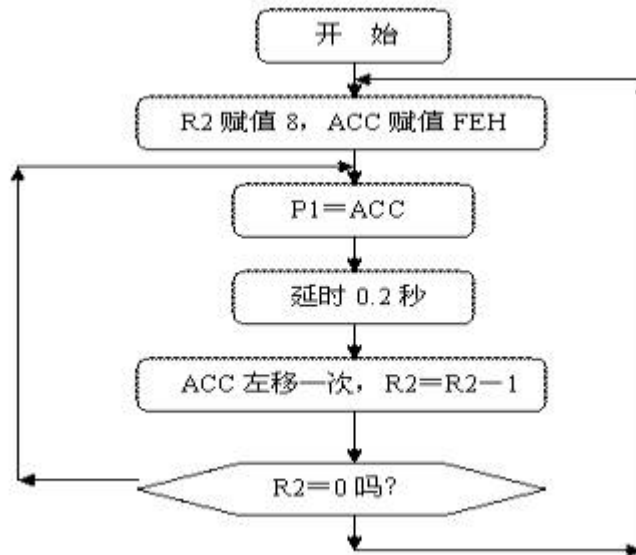 开 始
R2 赋值 8，ACC 赋值 FEH
P1＝ACC
延时 0.2 秒
ACC 左移一次，R2＝R2－1
R2＝0 吗？